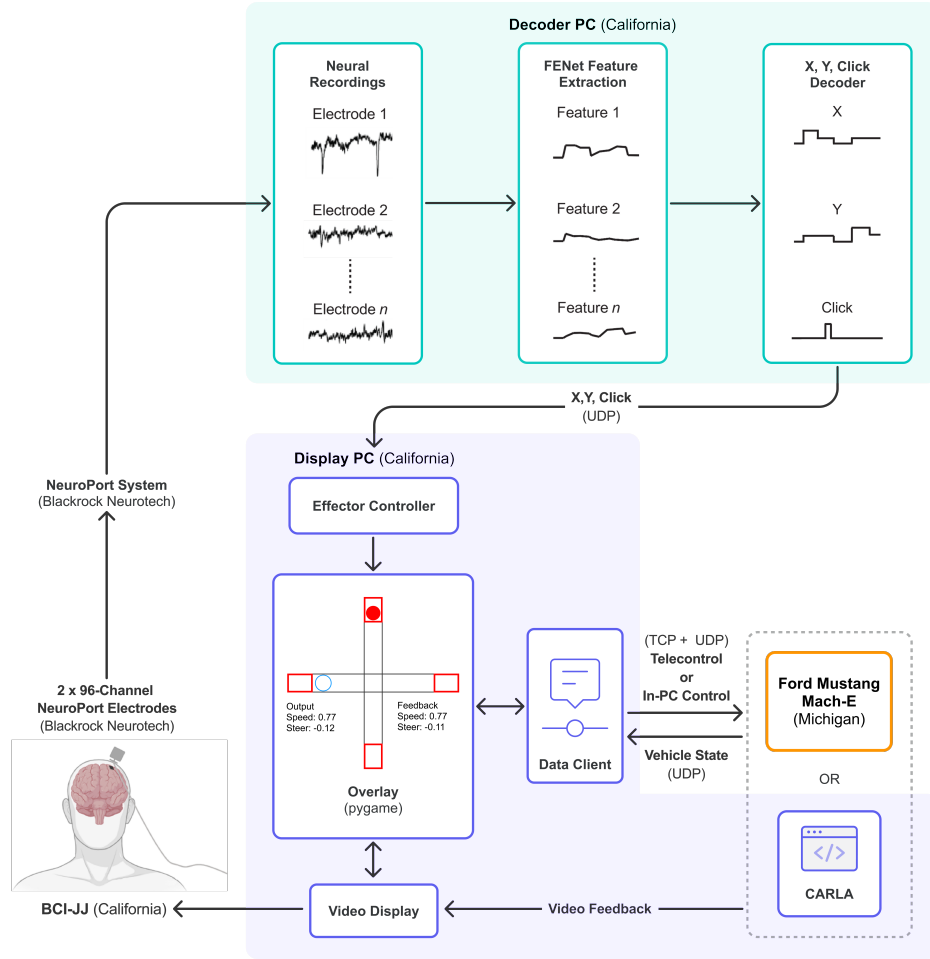 Decoder PC (California)
Neural
Recordings
Electrode 1
Electrode 2
Electrode n
FENet Feature
Extraction
Feature 1
Feature 2
Feature n
X, Y, Click
Decoder
X
Y
Click
X,Y, Click
(UDP)
Display PC (California)
Effector Controller
Output
Speed: 0.77
Steer: -0.12
Feedback
Speed: 0.77
Steer: -0.11
Overlay
(pygame)
Data Client
(TCP + UDP)
Telecontrol
or
In-PC Control
Vehicle State
(UDP)
Ford Mustang
Mach-E
(Michigan)
OR
</>
CARLA
Video Feedback
Video Display
NeuroPort System
(Blackrock Neurotech)
2 x 96-Channel
NeuroPort Electrodes
(Blackrock Neurotech)
BCI-JJ (California)